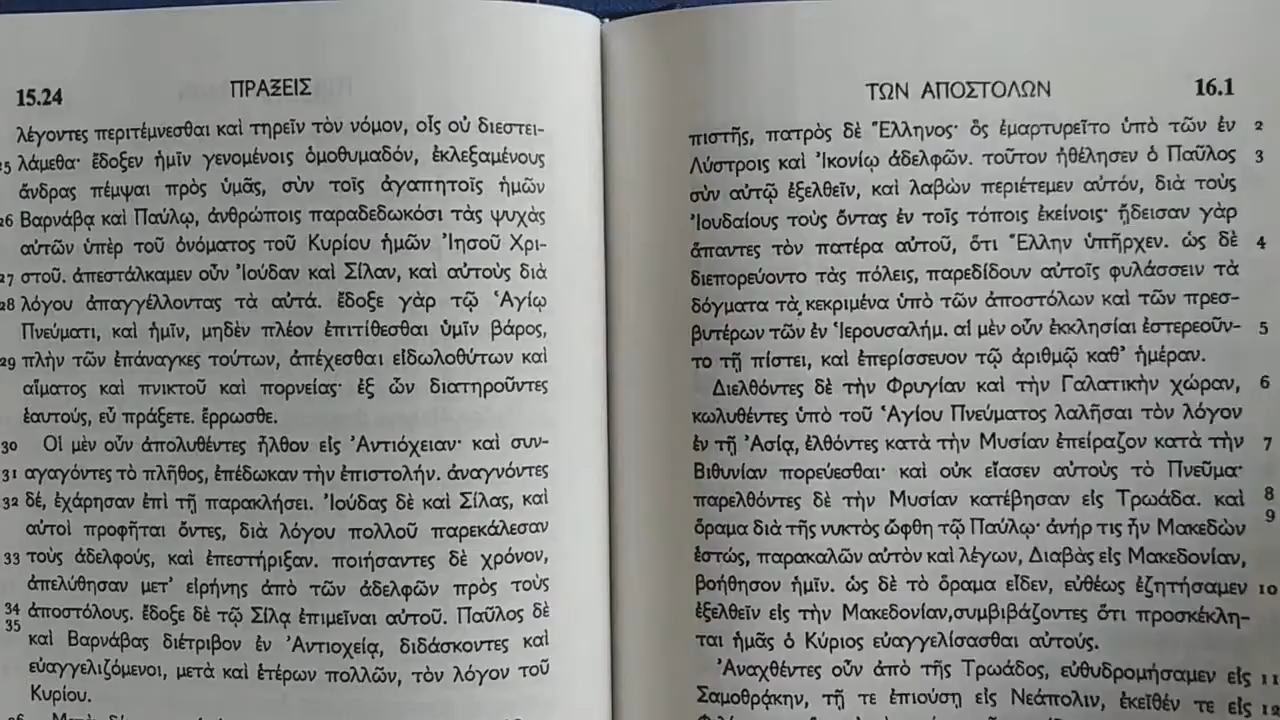 15.24
ΠΡΑΞΕΙΣ
λέγοντες περιτέμνεσθαι καὶ τηρεῖν τὸν νόμον, οἷς οὐ διεστει-
25 λάμεθα· ἔδοξεν ἡμῖν γενομένοις ὁμοθυμαδόν, ἐκλεξαμένους
ἄνδρας πέμψαι πρὸς ὑμᾶς, σὺν τοῖς ἀγαπητοῖς ἡμῶν
26 Βαρνάβᾳ καὶ Παύλῳ, ἀνθρώποις παραδεδωκόσι τὰς ψυχὰς
αὐτῶν ὑπὲρ τοῦ ὀνόματος τοῦ Κυρίου ἡμῶν Ἰησοῦ Χρι-
27 στοῦ. ἀπεστάλκαμεν οὖν Ἰούδαν καὶ Σίλαν, καὶ αὐτοὺς διὰ
28 λόγου ἀπαγγέλλοντας τὰ αὐτά. ἔδοξε γὰρ τῷ Ἁγίῳ
Πνεύματι, καὶ ἡμῖν, μηδὲν πλέον ἐπιτίθεσθαι ὑμῖν βάρος,
29 πλὴν τῶν ἐπάναγκες τούτων, ἀπέχεσθαι εἰδωλοθύτων καὶ
αἵματος καὶ πνικτοῦ καὶ πορνείας· ἐξ ὧν διατηροῦντες
ἑαυτούς, εὖ πράξετε. ἔρρωσθε.
30 Οἱ μὲν οὖν ἀπολυθέντες ἦλθον εἰς Ἀντιόχειαν· καὶ συν-
31 αγαγόντες τὸ πλῆθος, ἐπέδωκαν τὴν ἐπιστολήν. ἀναγνόντες
32 δέ, ἐχάρησαν ἐπὶ τῇ παρακλήσει. Ἰούδας δὲ καὶ Σίλας, καὶ
αὐτοὶ προφῆται ὄντες, διὰ λόγου πολλοῦ παρεκάλεσαν
33 τοὺς ἀδελφούς, καὶ ἐπεστήριξαν. ποιήσαντες δὲ χρόνον,
ἀπελύθησαν μετ’ εἰρήνης ἀπὸ τῶν ἀδελφῶν πρὸς τοὺς
34 ἀποστόλους. ἔδοξε δὲ τῷ Σίλᾳ ἐπιμεῖναι αὐτοῦ. Παῦλος δὲ
35 καὶ Βαρνάβας διέτριβον ἐν Ἀντιοχείᾳ, διδάσκοντες καὶ
εὐαγγελιζόμενοι, μετὰ καὶ ἑτέρων πολλῶν, τὸν λόγον τοῦ
Κυρίου.
ΤΩΝ ΑΠΟΣΤΟΛΩΝ
16.1
πιστῆς, πατρὸς δὲ Ἕλληνος· ὃς ἐμαρτυρεῖτο ὑπὸ τῶν ἐν 2
Λύστροις καὶ Ἰκονίῳ ἀδελφῶν. τοῦτον ἠθέλησεν ὁ Παῦλος 3
σὺν αὐτῷ ἐξελθεῖν, καὶ λαβὼν περιέτεμεν αὐτόν, διὰ τοὺς
Ἰουδαίους τοὺς ὄντας ἐν τοῖς τόποις ἐκείνοις· ᾔδεισαν γὰρ
ἅπαντες τὸν πατέρα αὐτοῦ, ὅτι Ἕλλην ὑπῆρχεν. ὡς δὲ 4
διεπορεύοντο τὰς πόλεις, παρεδίδουν αὐτοῖς φυλάσσειν τὰ
δόγματα τὰ κεκριμένα ὑπὸ τῶν ἀποστόλων καὶ τῶν πρεσ-
βυτέρων τῶν ἐν Ἱερουσαλήμ. αἱ μὲν οὖν ἐκκλησίαι ἐστερεοῦν- 5
το τῇ πίστει, καὶ ἐπερίσσευον τῷ ἀριθμῷ καθ’ ἡμέραν.
Διελθόντες δὲ τὴν Φρυγίαν καὶ τὴν Γαλατικὴν χώραν, 6
κωλυθέντες ὑπὸ τοῦ Ἁγίου Πνεύματος λαλῆσαι τὸν λόγον
ἐν τῇ Ἀσίᾳ, ἐλθόντες κατὰ τὴν Μυσίαν ἐπείραζον κατὰ τὴν 7
Βιθυνίαν πορεύεσθαι· καὶ οὐκ εἴασεν αὐτοὺς τὸ Πνεῦμα·
παρελθόντες δὲ τὴν Μυσίαν κατέβησαν εἰς Τρωάδα. καὶ 8
ὅραμα διὰ τῆς νυκτὸς ὤφθη τῷ Παύλῳ· ἀνήρ τις ἦν Μακεδὼν 9
ἑστώς, παρακαλῶν αὐτὸν καὶ λέγων, Διαβὰς εἰς Μακεδονίαν,
βοήθησον ἡμῖν. ὡς δὲ τὸ ὅραμα εἶδεν, εὐθέως ἐζητήσαμεν 10
ἐξελθεῖν εἰς τὴν Μακεδονίαν,συμβιβάζοντες ὅτι προσκέκλη-
ται ἡμᾶς ὁ Κύριος εὐαγγελίσασθαι αὐτούς.
Ἀναχθέντες οὖν ἀπὸ τῆς Τρωάδος, εὐθυδρομήσαμεν εἰς 11
Σαμοθράκην, τῇ τε ἐπιούσῃ εἰς Νεάπολιν, ἐκεῖθέν τε εἰς 12